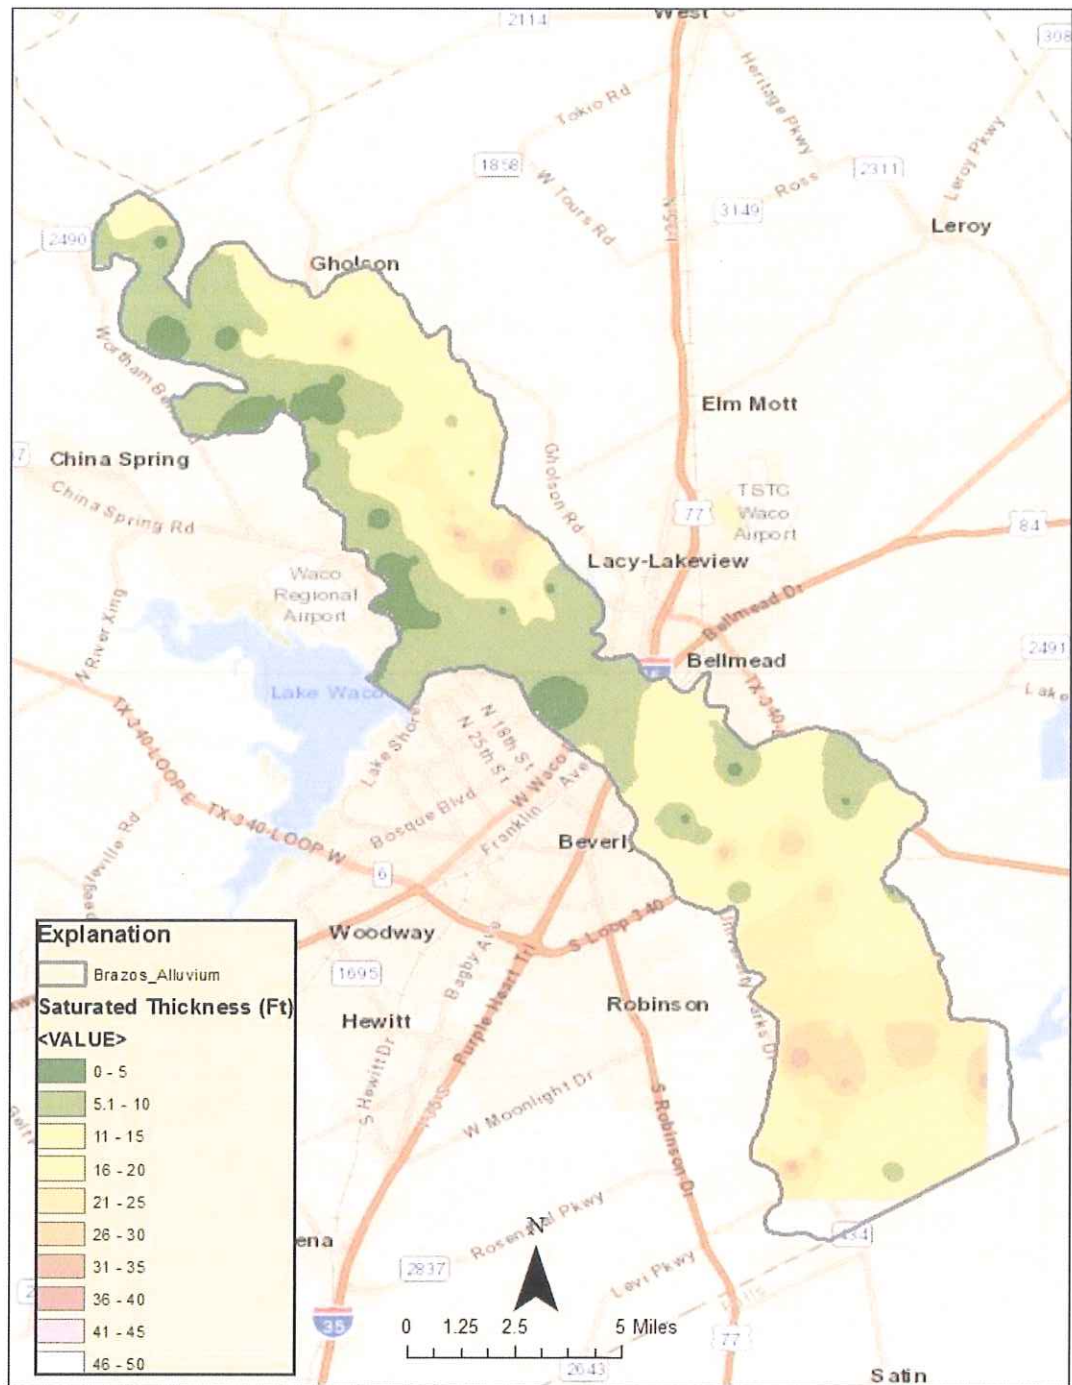 West
2114
308
Tokio Rd
Heritage Pkwy
1858
2311
Leroy Pkwy
W Tours Rd
Ross
3149
I-35 N
2490
Leroy
Gholson
Elm Mott
Gholson Rd
China Spring
China Spring Rd
TSTC
Waco
Airport
77
84
Lacy-Lakeview
Waco
Regional
Airport
Bellmead Dr
N River Xing
Bellmead
2491
Lake Waco
Lake
TX-340-LOOP E
Lake Shore
N 18th St
N 25th St
W Waco
Franklin
Ave
Bosque Blvd
TX-340-LOOP W
Beverly
6
S Loop 340
Woodway
1695
Bagby Ave
Robinson
Hewitt
Purple Heart Trl
S Hewitt Dr
W Moonlight Dr
I-35 S
S Robinson Dr
Rosenthal Pkwy
ena
2837
Levi Pkwy
434
35
77
2643
Satin
Explanation
Brazos_Alluvium
Saturated Thickness (Ft)
<VALUE>
0 - 5
5.1 - 10
11 - 15
16 - 20
21 - 25
26 - 30
31 - 35
36 - 40
41 - 45
46 - 50
N
0 1.25 2.5 5 Miles